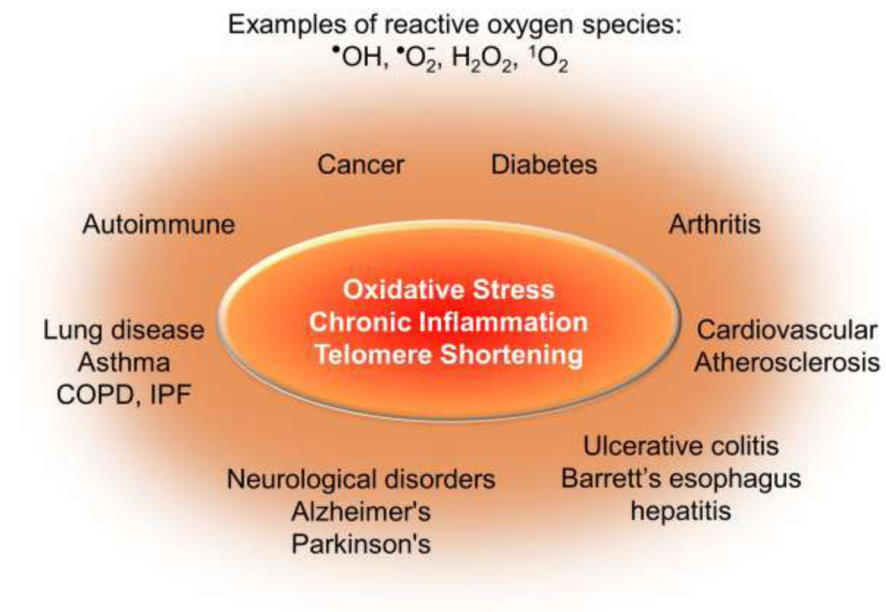 Examples of reactive oxygen species:
•OH, •O₂⁻, H₂O₂, ¹O₂
Cancer
Diabetes
Autoimmune
Arthritis
Oxidative Stress
Chronic Inflammation
Telomere Shortening
Lung disease
Asthma
COPD, IPF
Cardiovascular
Atherosclerosis
Neurological disorders
Alzheimer's
Parkinson's
Ulcerative colitis
Barrett’s esophagus
hepatitis